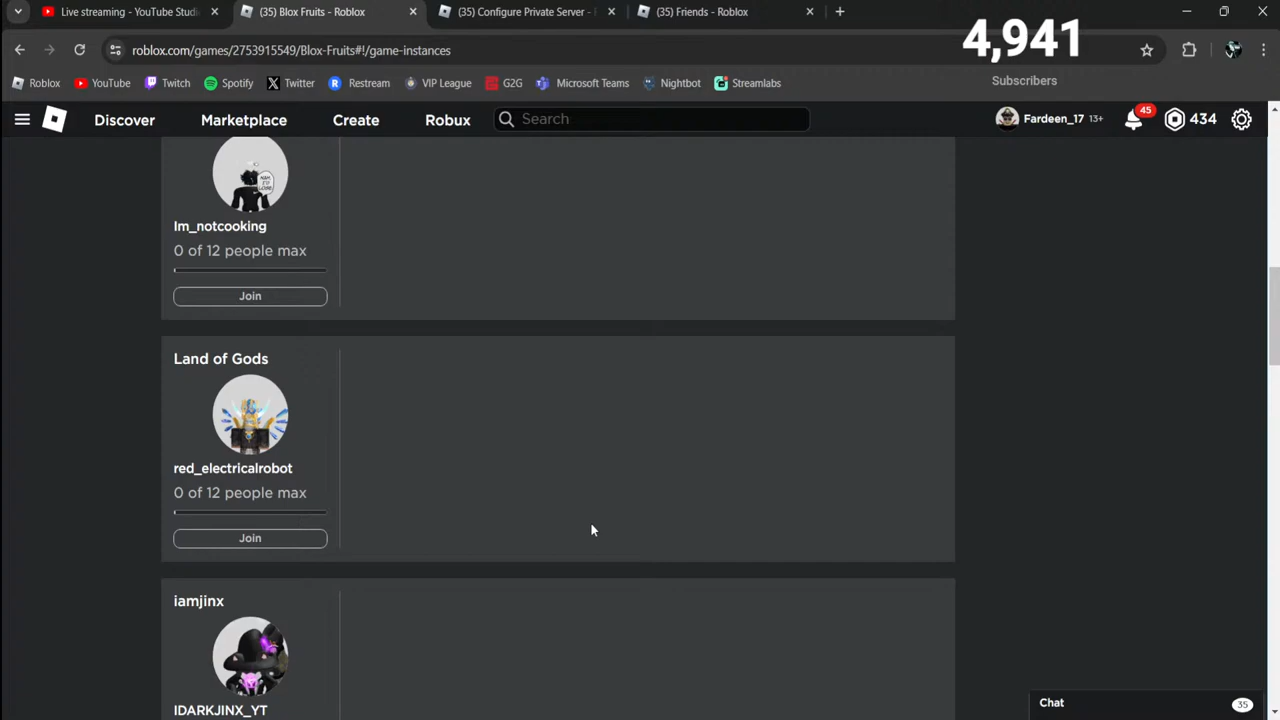 Live streaming - YouTube Studi
(35) Blox Fruits - Roblox
(35) Configure Private Server -
(35) Friends - Roblox
roblox.com/games/2753915549/Blox-Fruits#!/game-instances
4,941
Subscribers
Roblox
YouTube
Twitch
Spotify
Twitter
Restream
VIP League
G2G
Microsoft Teams
Nightbot
Streamlabs
Discover
Marketplace
Create
Robux
Search
Fardeen_17 13+
45
434
Im_notcooking
0 of 12 people max
Join
Land of Gods
red_electricalrobot
0 of 12 people max
Join
iamjinx
IDARKJINX_YT
Chat
35